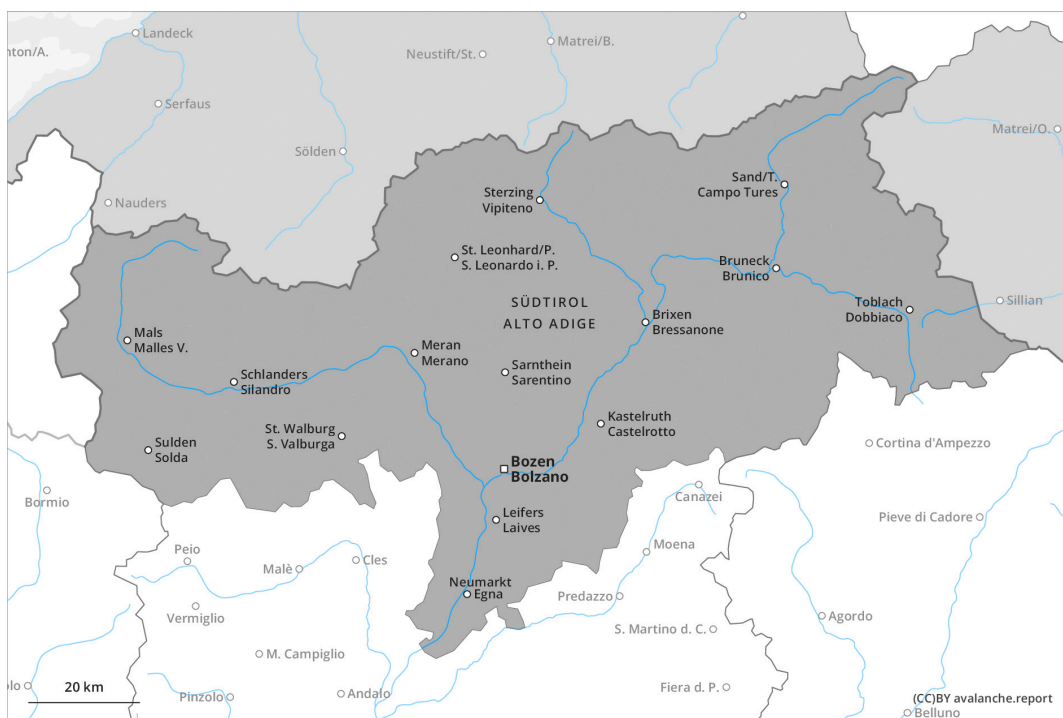 Landeck
nton/A.
Neustift/St.
Matrei/B.
Serfaus
Matrei/O.
Sölden
Sand/T.
Campo Tures
Sterzing
Vipiteno
Nauders
St. Leonhard/P.
S. Leonardo i. P.
Bruneck
Brunico
SÜDTIROL
ALTO ADIGE
Toblach
Dobbiaco
Sillian
Brixen
Bressanone
Mals
Malles V.
Meran
Merano
Sarnthein
Sarentino
Schlanders
Silandro
Kastelruth
Castelrotto
St. Walburg
S. Valburga
Sulden
Solda
Cortina d'Ampezzo
Bozen
Bolzano
Bormio
Canazei
Leifers
Laives
Pieve di Cadore
Peio
Malè
Cles
Moena
Neumarkt
Egna
Predazzo
Vermiglio
Agordo
S. Martino d. C.
M. Campiglio
20 km
olo
Pinzolo
Andalo
Fiera d. P.
(CC)BY avalanche.report
Belluno